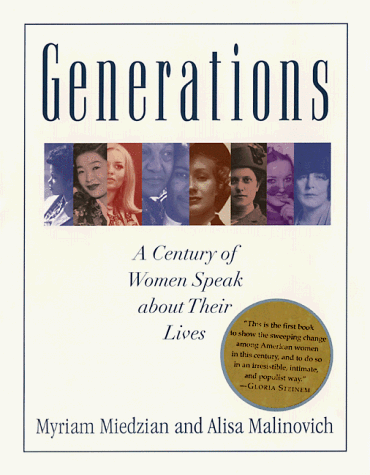 Generations
A Century of
Women Speak
about Their
Lives
"This is the first book
to show the sweeping change
among American women
in this century, and to do so
in an irresistible, intimate,
and populist way."
—GLORIA STEINEM
Myriam Miedzian and Alisa Malinovich